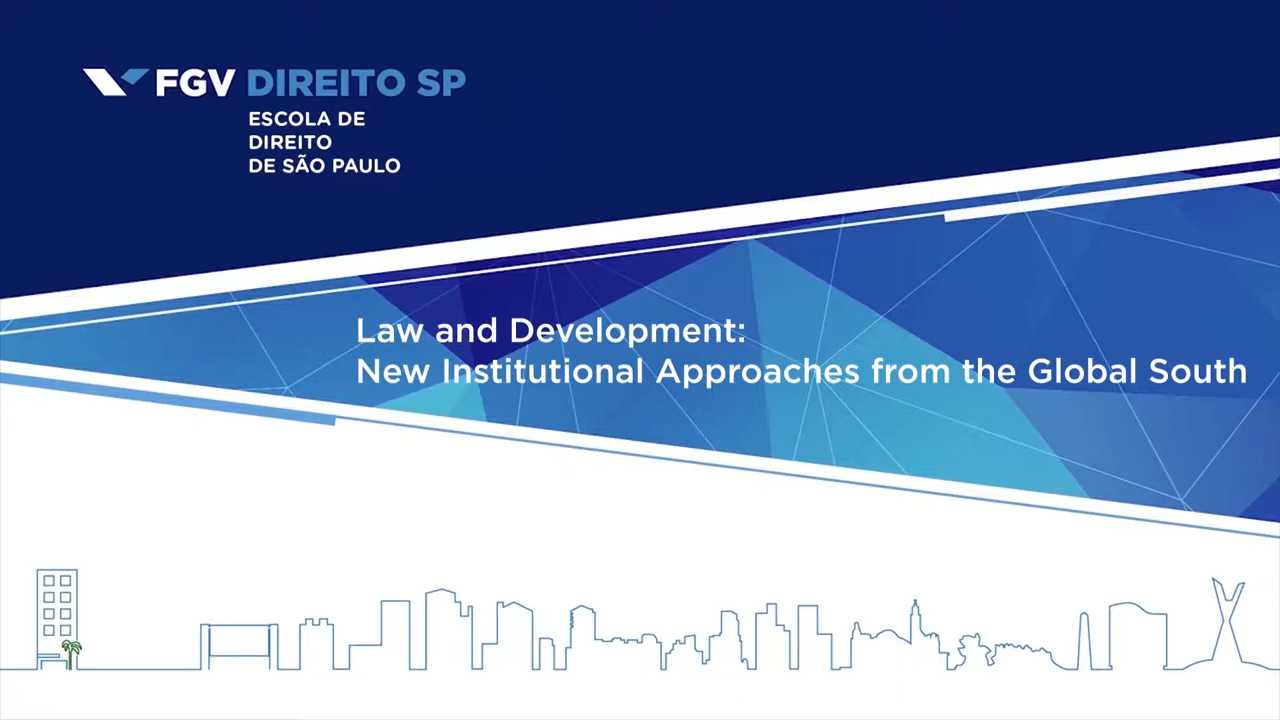 FGV DIREITO SP
ESCOLA DE
DIREITO
DE SÃO PAULO
Law and Development:
New Institutional Approaches from the Global South